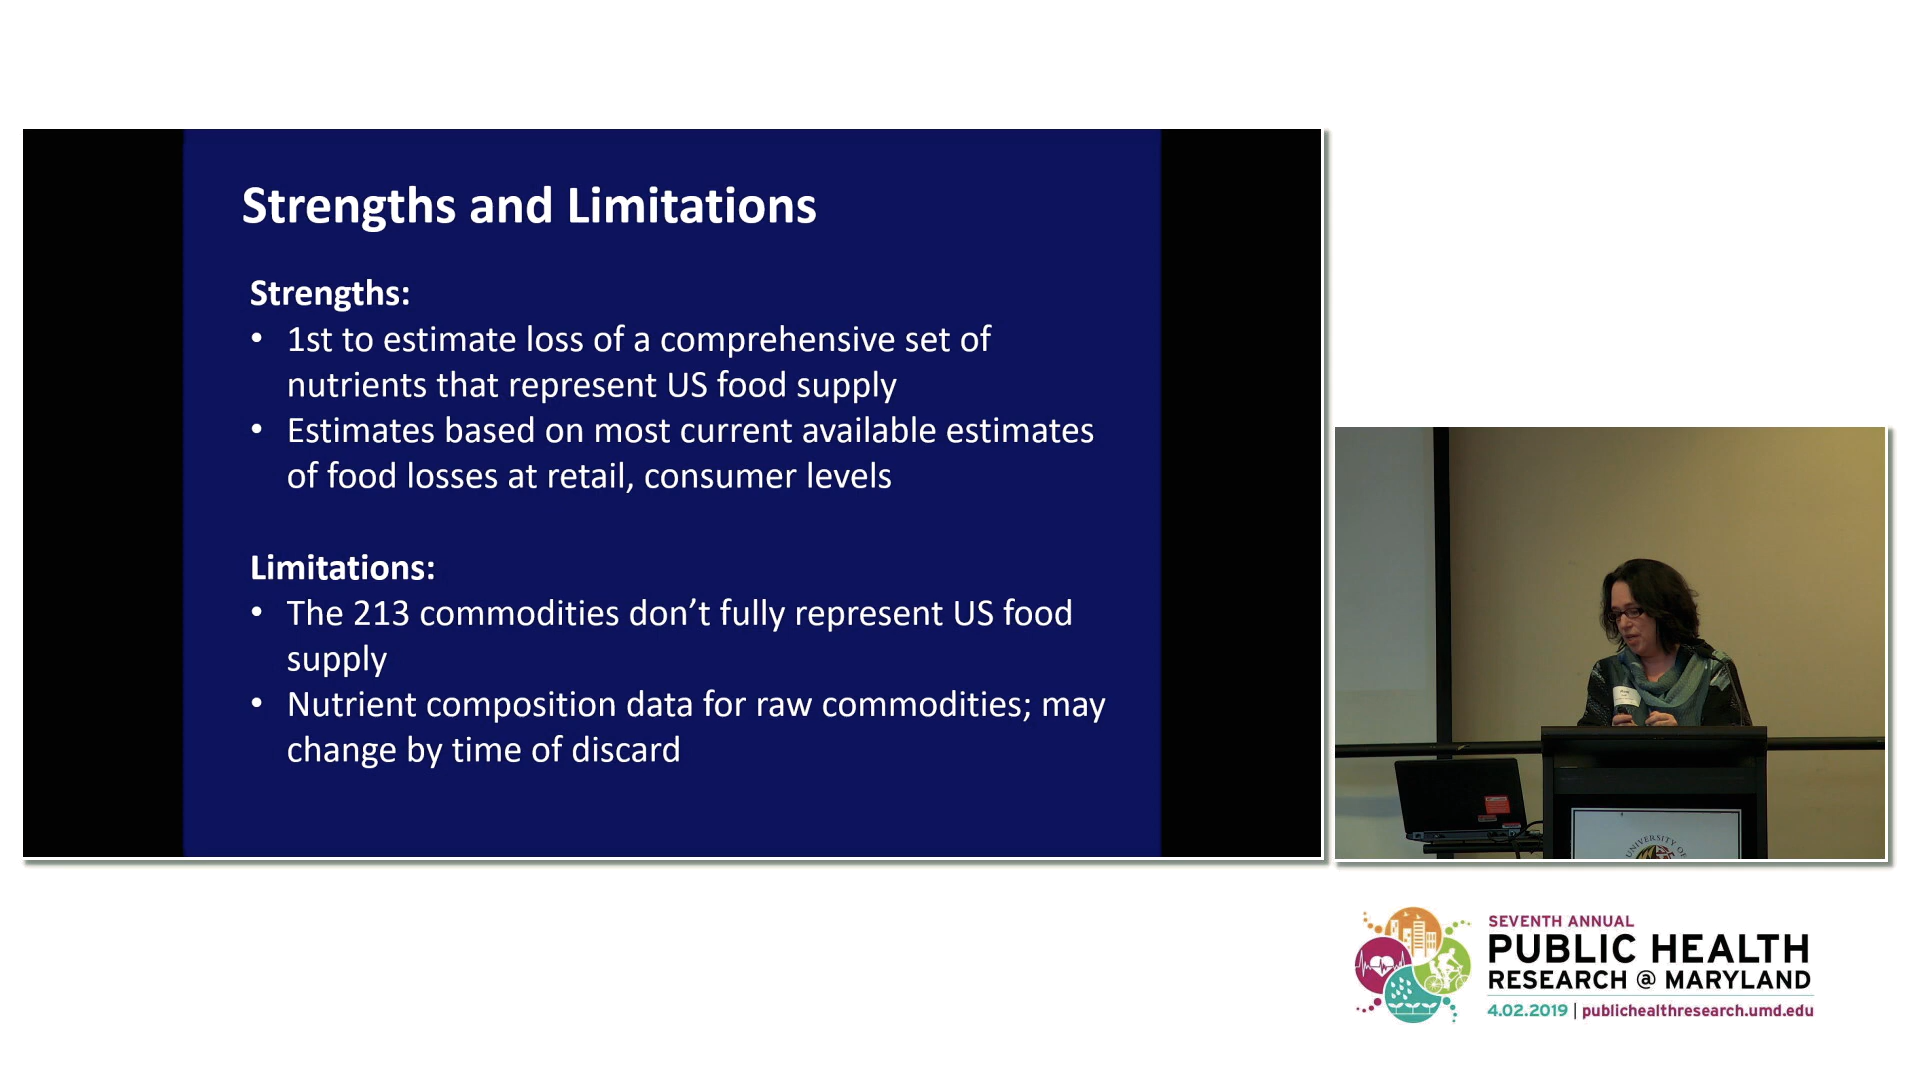 Strengths and Limitations
Strengths:
• 1st to estimate loss of a comprehensive set of
nutrients that represent US food supply
• Estimates based on most current available estimates
of food losses at retail, consumer levels
Limitations:
• The 213 commodities don’t fully represent US food
supply
• Nutrient composition data for raw commodities; may
change by time of discard
UNIVERSITY OF
SEVENTH ANNUAL
PUBLIC HEALTH
RESEARCH @ MARYLAND
4.02.2019 | publichealthresearch.umd.edu